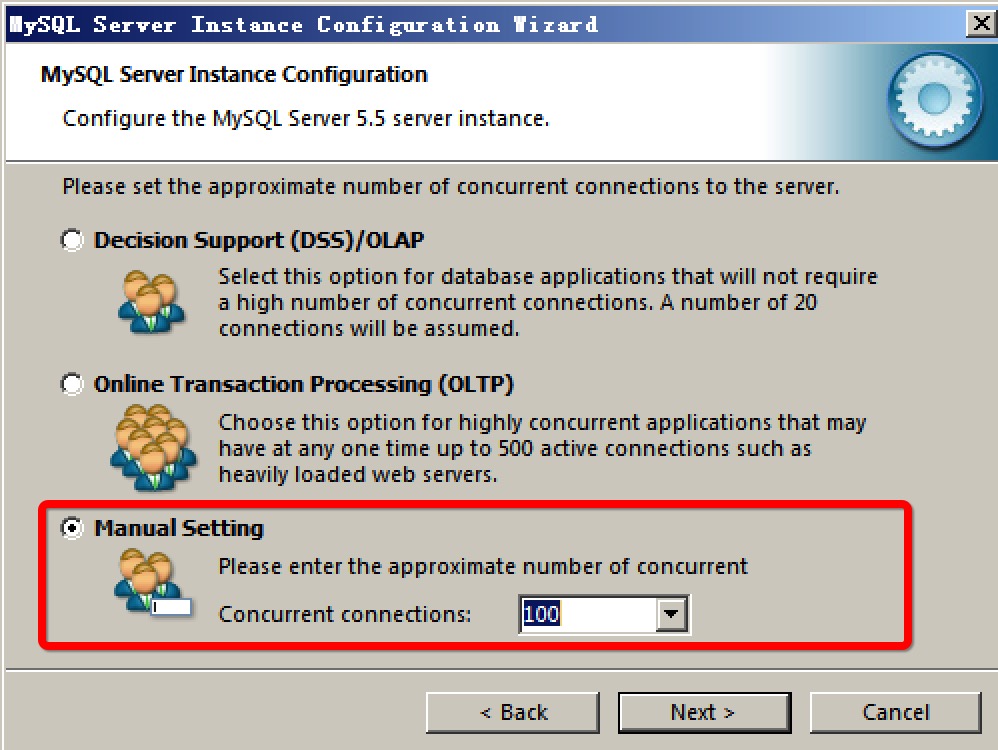 MySQL Server Instance Configuration Wizard
MySQL Server Instance Configuration
Configure the MySQL Server 5.5 server instance.
Please set the approximate number of concurrent connections to the server.
Decision Support (DSS)/OLAP
Select this option for database applications that will not require
a high number of concurrent connections. A number of 20
connections will be assumed.
Online Transaction Processing (OLTP)
Choose this option for highly concurrent applications that may
have at any one time up to 500 active connections such as
heavily loaded web servers.
Manual Setting
Please enter the approximate number of concurrent
Concurrent connections: 100
< Back Next > Cancel